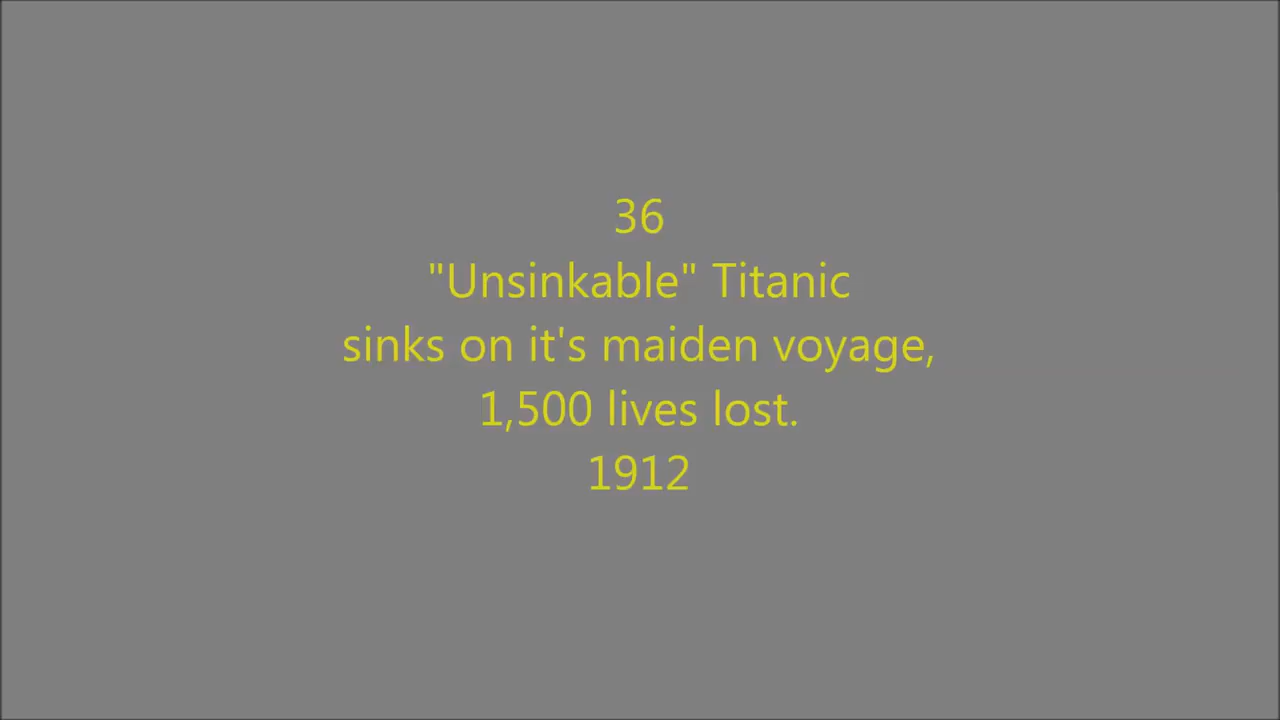 36
"Unsinkable" Titanic
sinks on it's maiden voyage,
1,500 lives lost.
1912